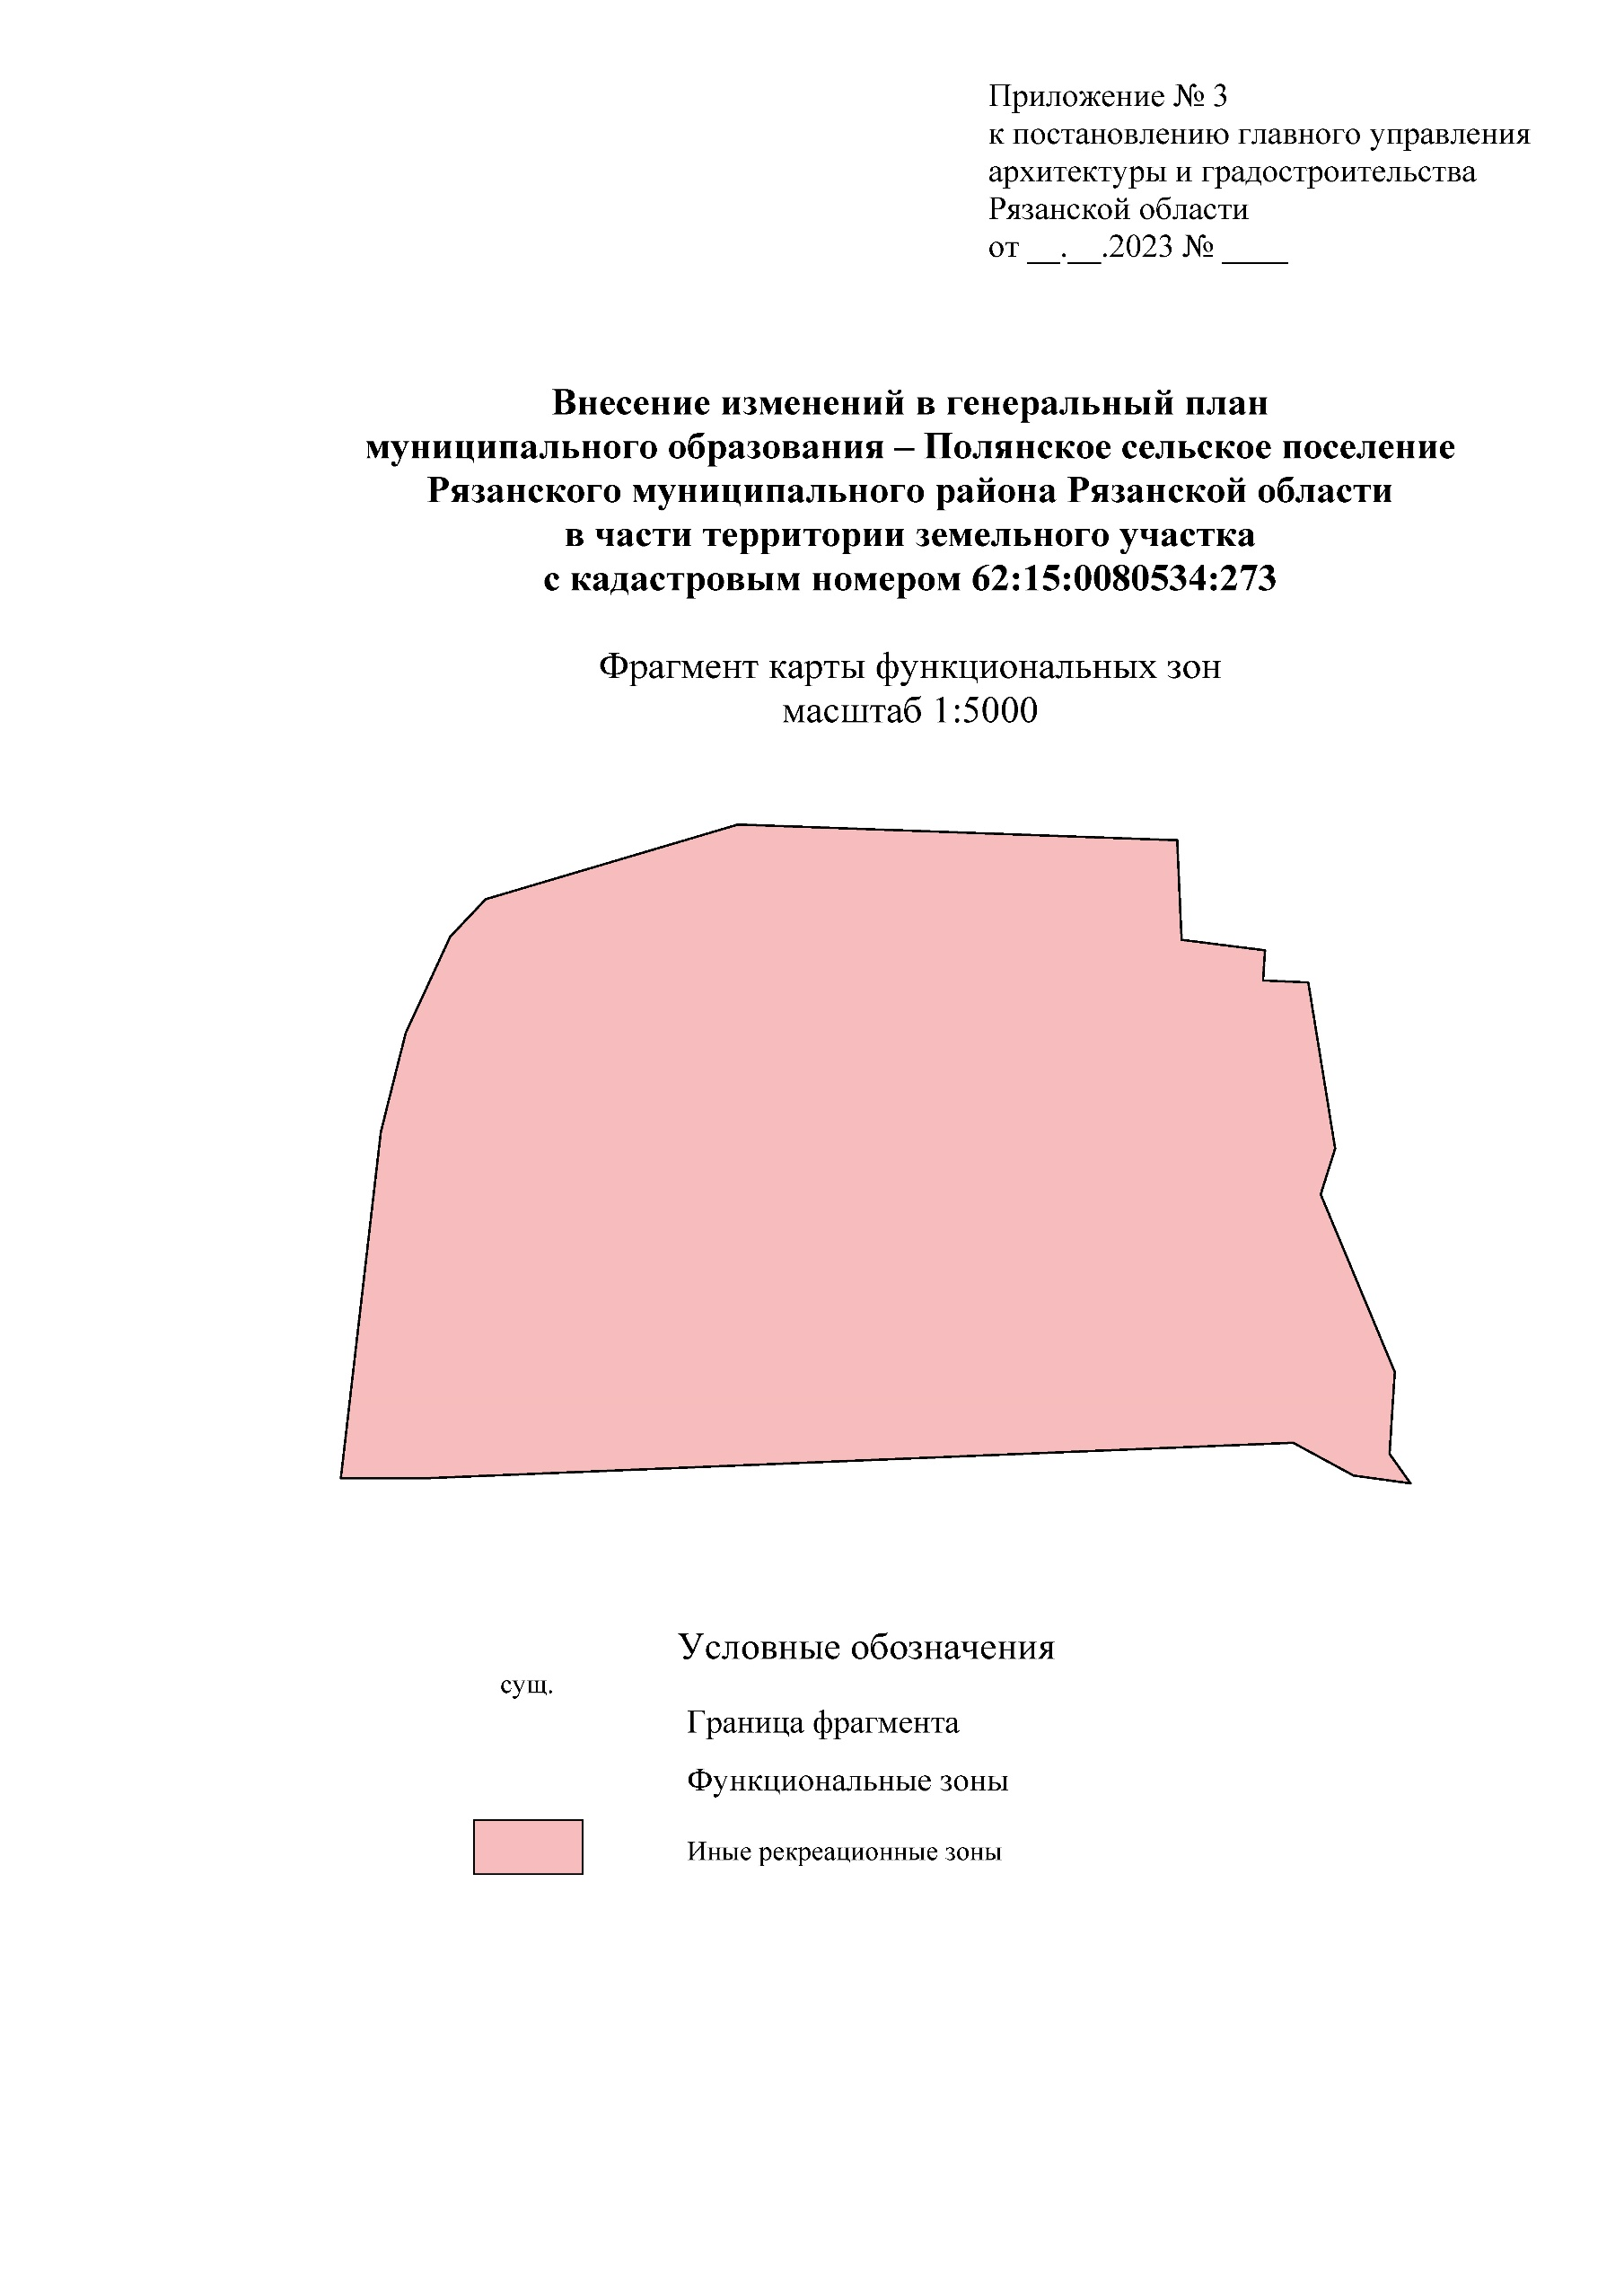 Приложение № 3
к постановлению главного управления
архитектуры и градостроительства
Рязанской области
от __.__.2023 № ____
Внесение изменений в генеральный план
муниципального образования – Полянское сельское поселение
Рязанского муниципального района Рязанской области
в части территории земельного участка
с кадастровым номером 62:15:0080534:273
Фрагмент карты функциональных зон
масштаб 1:5000
Условные обозначения
сущ.
Граница фрагмента
Функциональные зоны
Иные рекреационные зоны